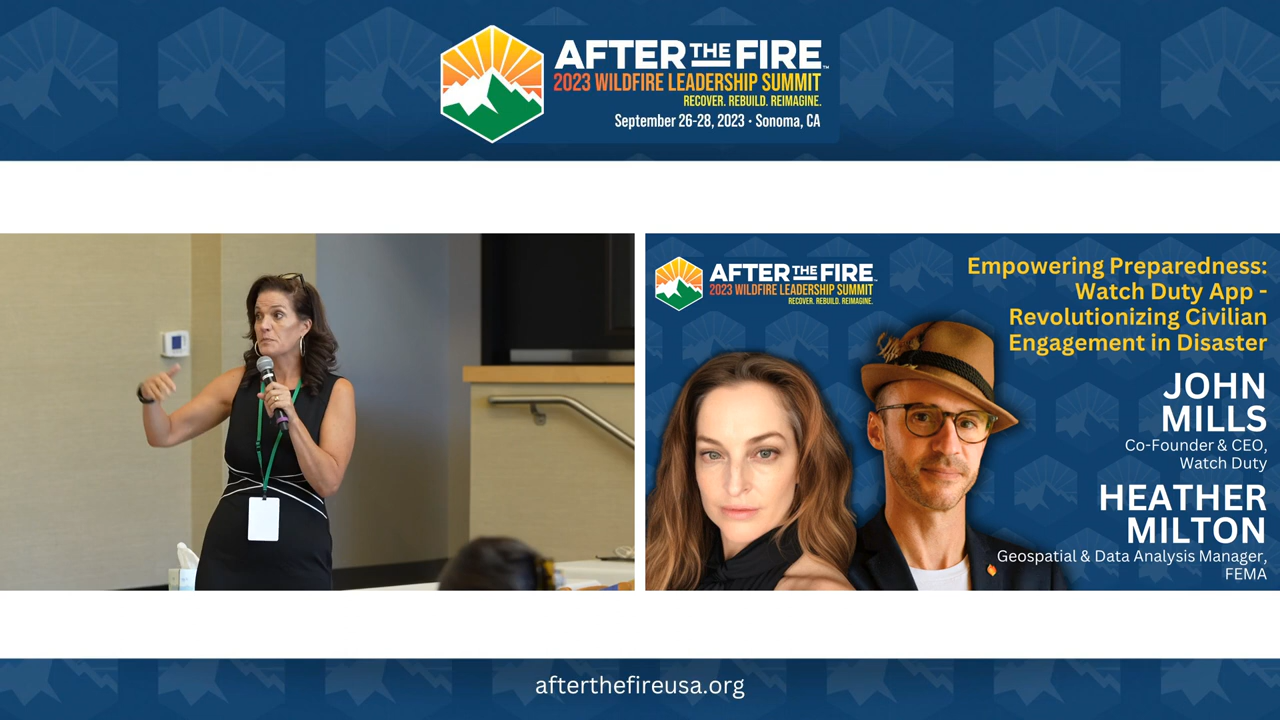 AFTER THE FIRE™
2023 WILDFIRE LEADERSHIP SUMMIT
RECOVER. REBUILD. REIMAGINE.
September 26-28, 2023 • Sonoma, CA
AFTER THE FIRE™
2023 WILDFIRE LEADERSHIP SUMMIT
RECOVER. REBUILD. REIMAGINE.
Empowering Preparedness:
Watch Duty App -
Revolutionizing Civilian
Engagement in Disaster
JOHN
MILLS
Co-Founder & CEO,
Watch Duty
HEATHER
MILTON
Geospatial & Data Analysis Manager,
FEMA
afterthefireusa.org